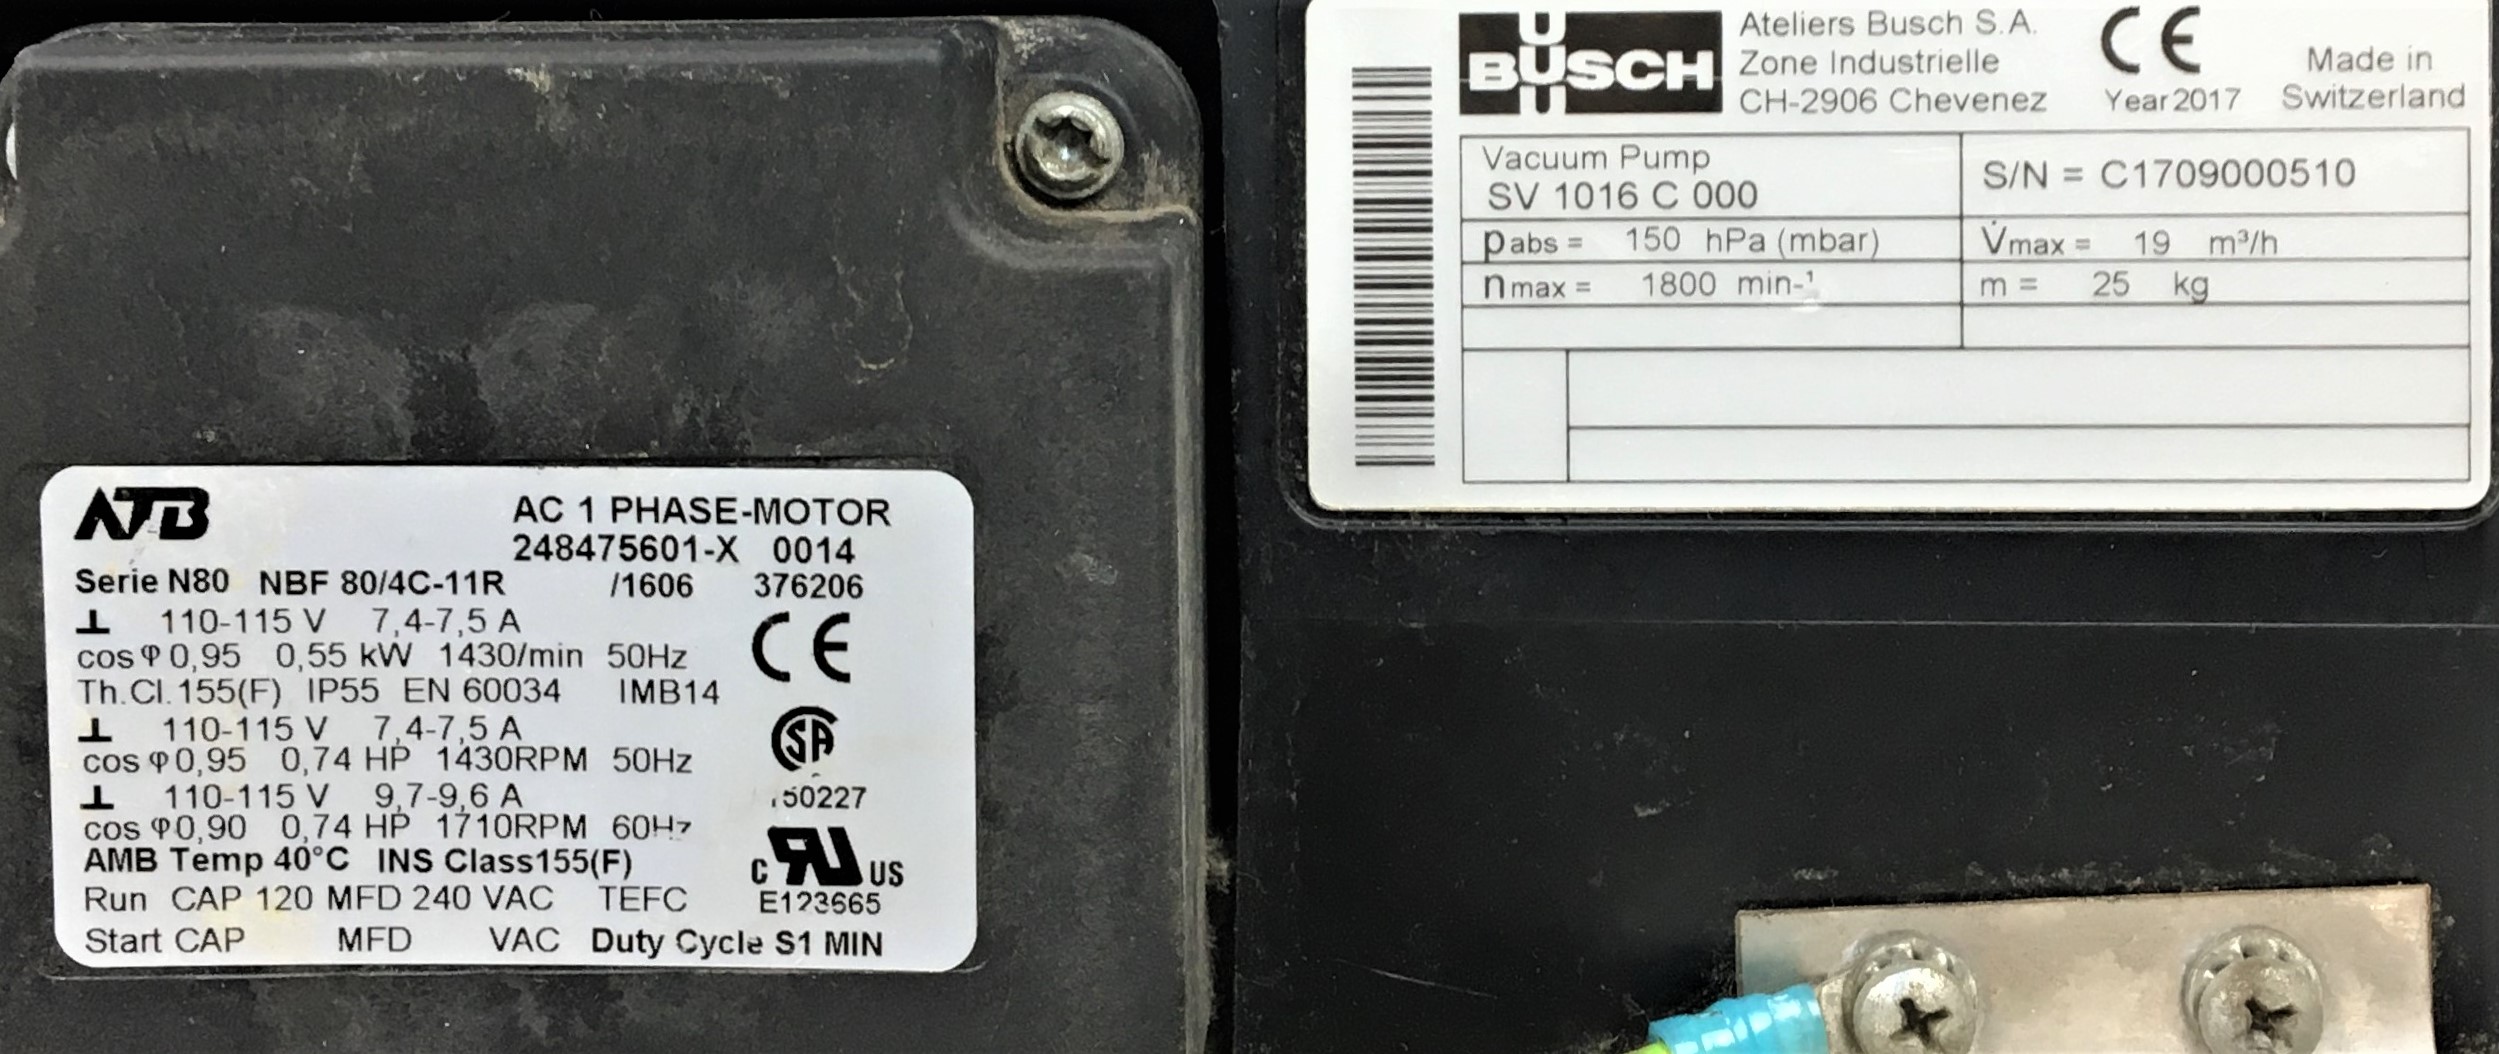 ATB
AC 1 PHASE-MOTOR
248475601-X 0014
Serie N80 NBF 80/4C-11R /1606 376206
⊥ 110-115 V 7,4-7,5 A
cos φ 0,95 0,55 kW 1430/min 50Hz
Th.Cl.155(F) IP55 EN 60034 IMB14
⊥ 110-115 V 7,4-7,5 A
cos φ 0,95 0,74 HP 1430RPM 50Hz
⊥ 110-115 V 9,7-9,6 A
cos φ 0,90 0,74 HP 1710RPM 60Hz
AMB Temp 40°C INS Class155(F)
Run CAP 120 MFD 240 VAC TEFC
Start CAP MFD VAC Duty Cycle S1 MIN
CE
SA
C RU US
E123665
BUSCH
BUSCH
Ateliers Busch S.A.
Zone Industrielle
CH-2906 Chevenez
CE
Year 2017
Made in
Switzerland
Vacuum Pump
SV 1016 C 000
S/N = C1709000510
pabs = 150 hPa (mbar)
V̇max = 19 m³/h
nmax = 1800 min-¹
m = 25 kg